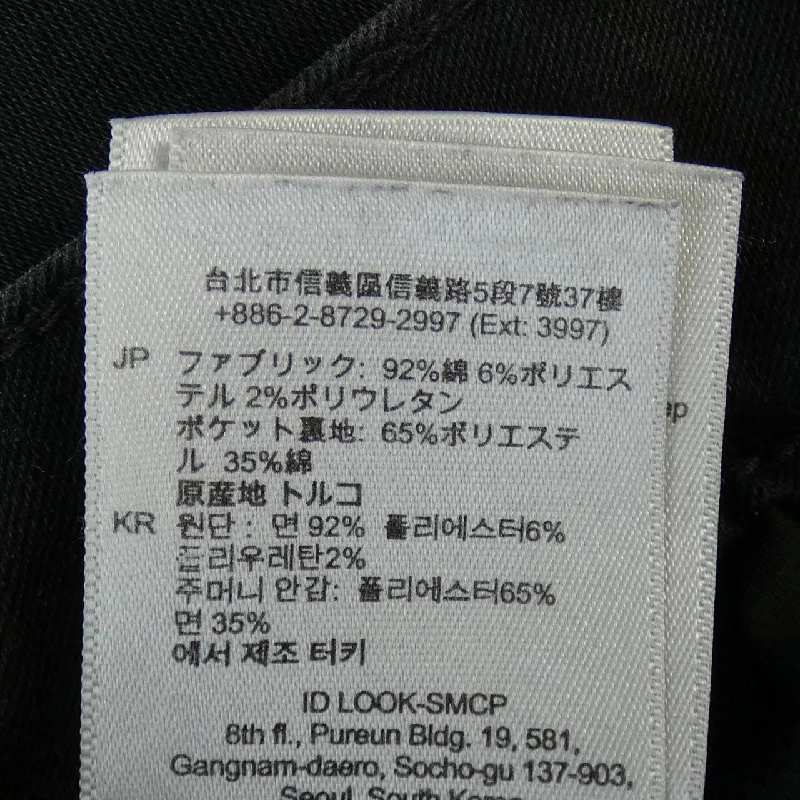 台北市信義區信義路5段7號37樓
+886-2-8729-2997 (Ext: 3997)
JP ファブリック: 92%綿 6%ポリエス
テル 2%ポリウレタン
ポケット裏地: 65%ポリエステ
ル 35%綿
原産地 トルコ
KR 원단 : 면 92% 폴리에스터6%
폴리우레탄2%
주머니 안감: 폴리에스터65%
면 35%
에서 제조 터키
ID LOOK-SMCP
8th fl., Pureun Bldg. 19, 581,
Gangnam-daero, Socho-gu 137-903,
Seoul, South Korea